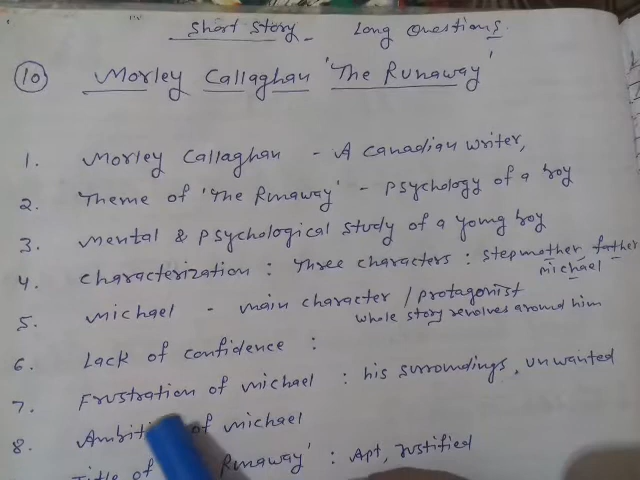 Short Story - Long Questions.
10 Morley Callaghan 'The Runaway'
1. Morley Callaghan - A Canadian writer,
2. Theme of 'The Runaway' - Psychology of a boy
3. Mental & Psychological study of a young boy
4. Characterization : Three characters : stepmother, father
michael
5. Michael - main character / protagonist
whole story revolves around him
6. Lack of confidence :
7. Frustration of michael : his surroundings, unwanted
8. of michael
Title of Runaway' : Apt, Justified